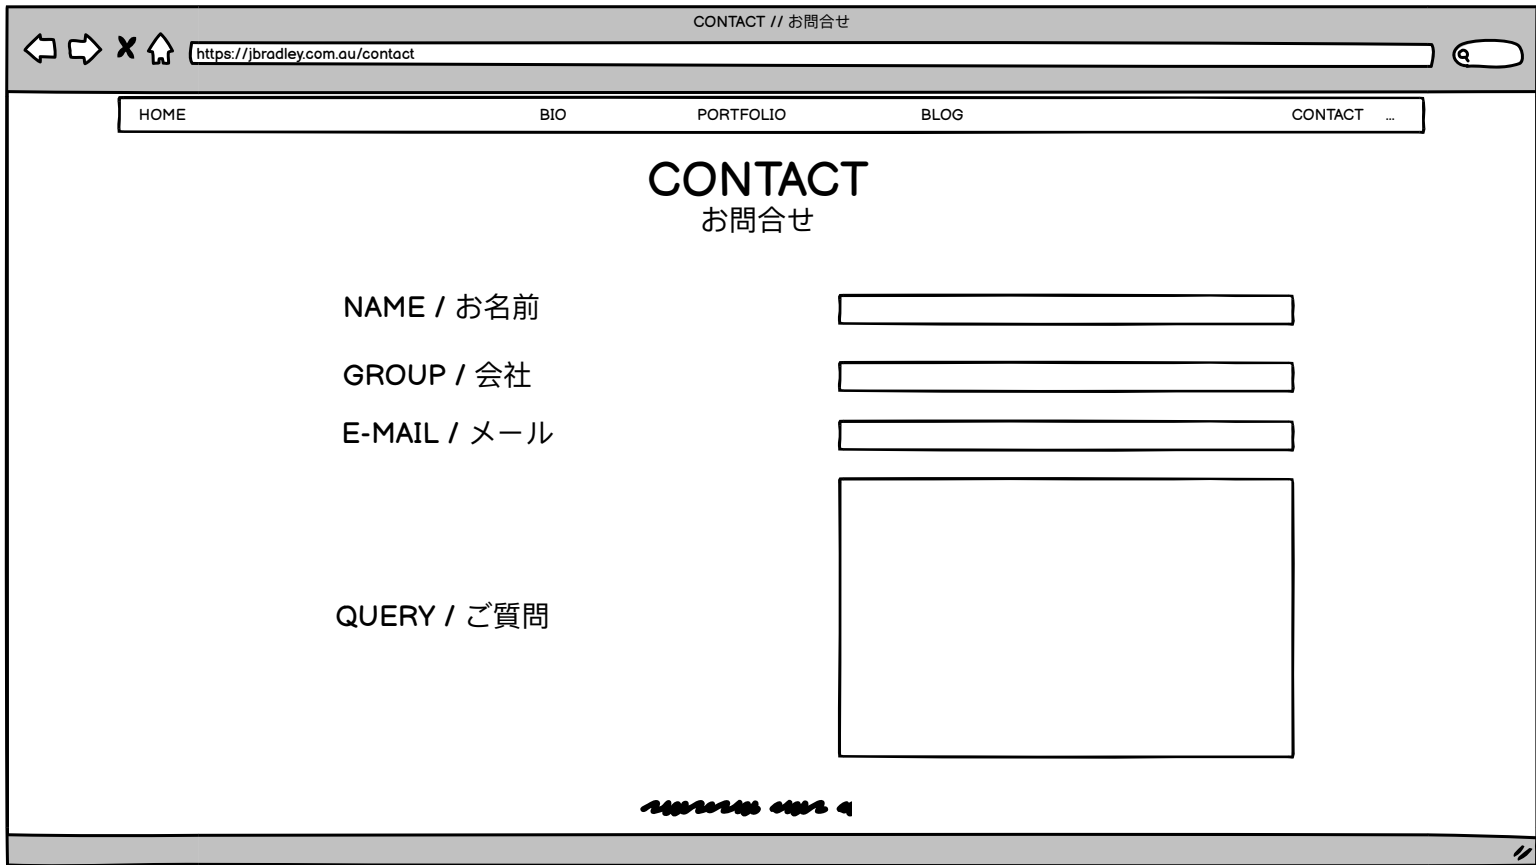 CONTACT // お問合せ
https://jbradley.com.au/contact
HOME BIO PORTFOLIO BLOG CONTACT ...
CONTACT
お問合せ
NAME / お名前
GROUP / 会社
E-MAIL / メール
QUERY / ご質問